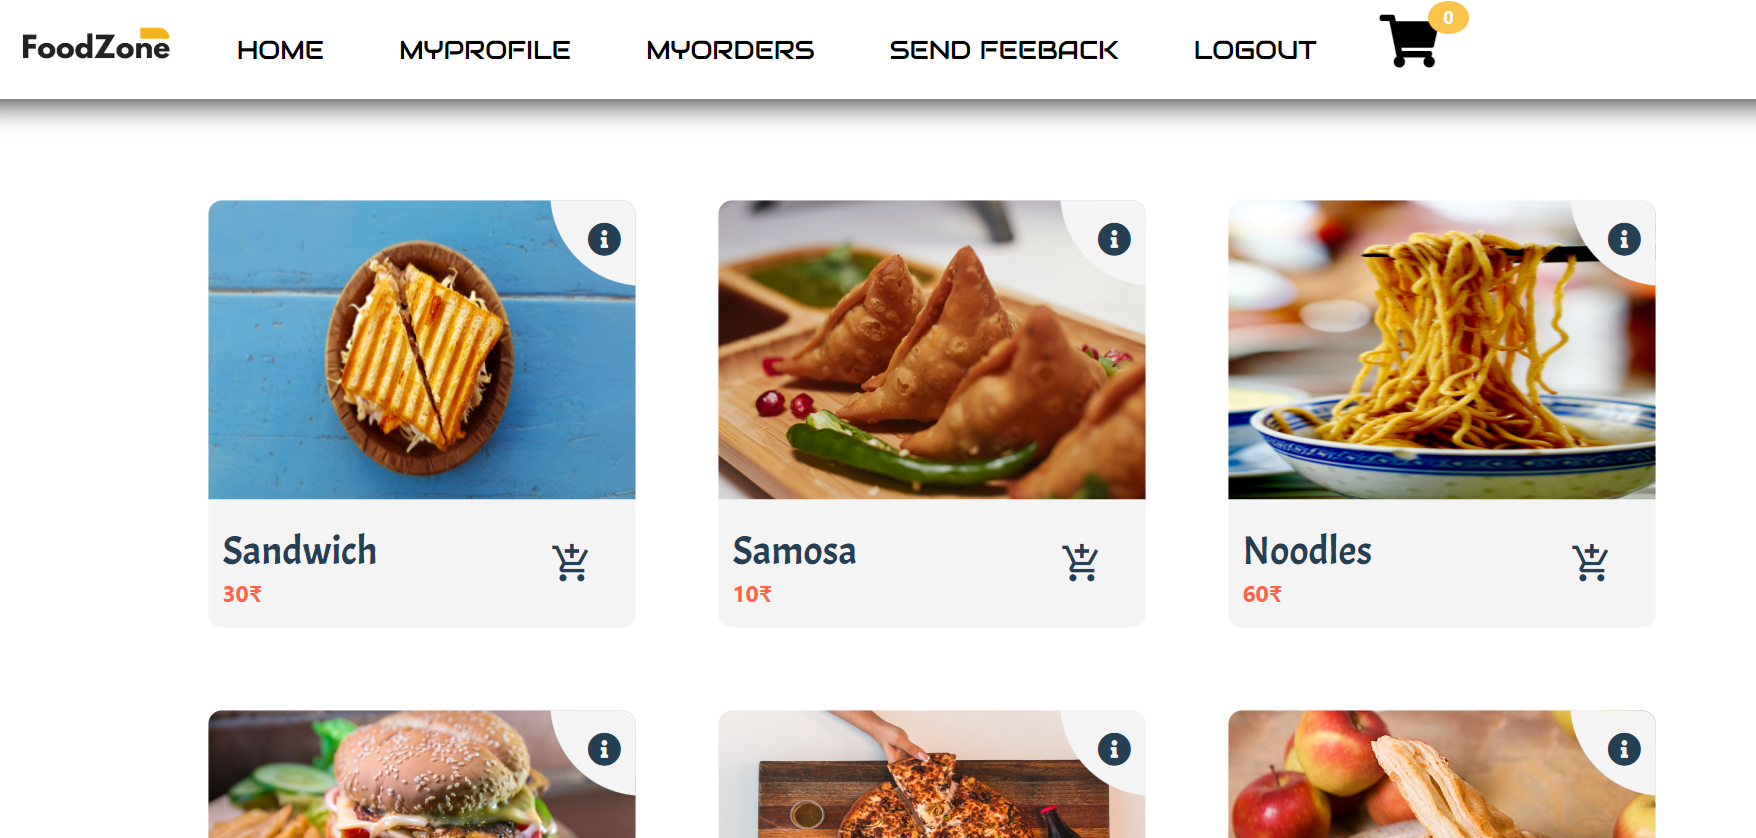 FoodZone HOME MYPROFILE MYORDERS SEND FEEBACK LOGOUT 0
Sandwich
30₹
Samosa
10₹
Noodles
60₹